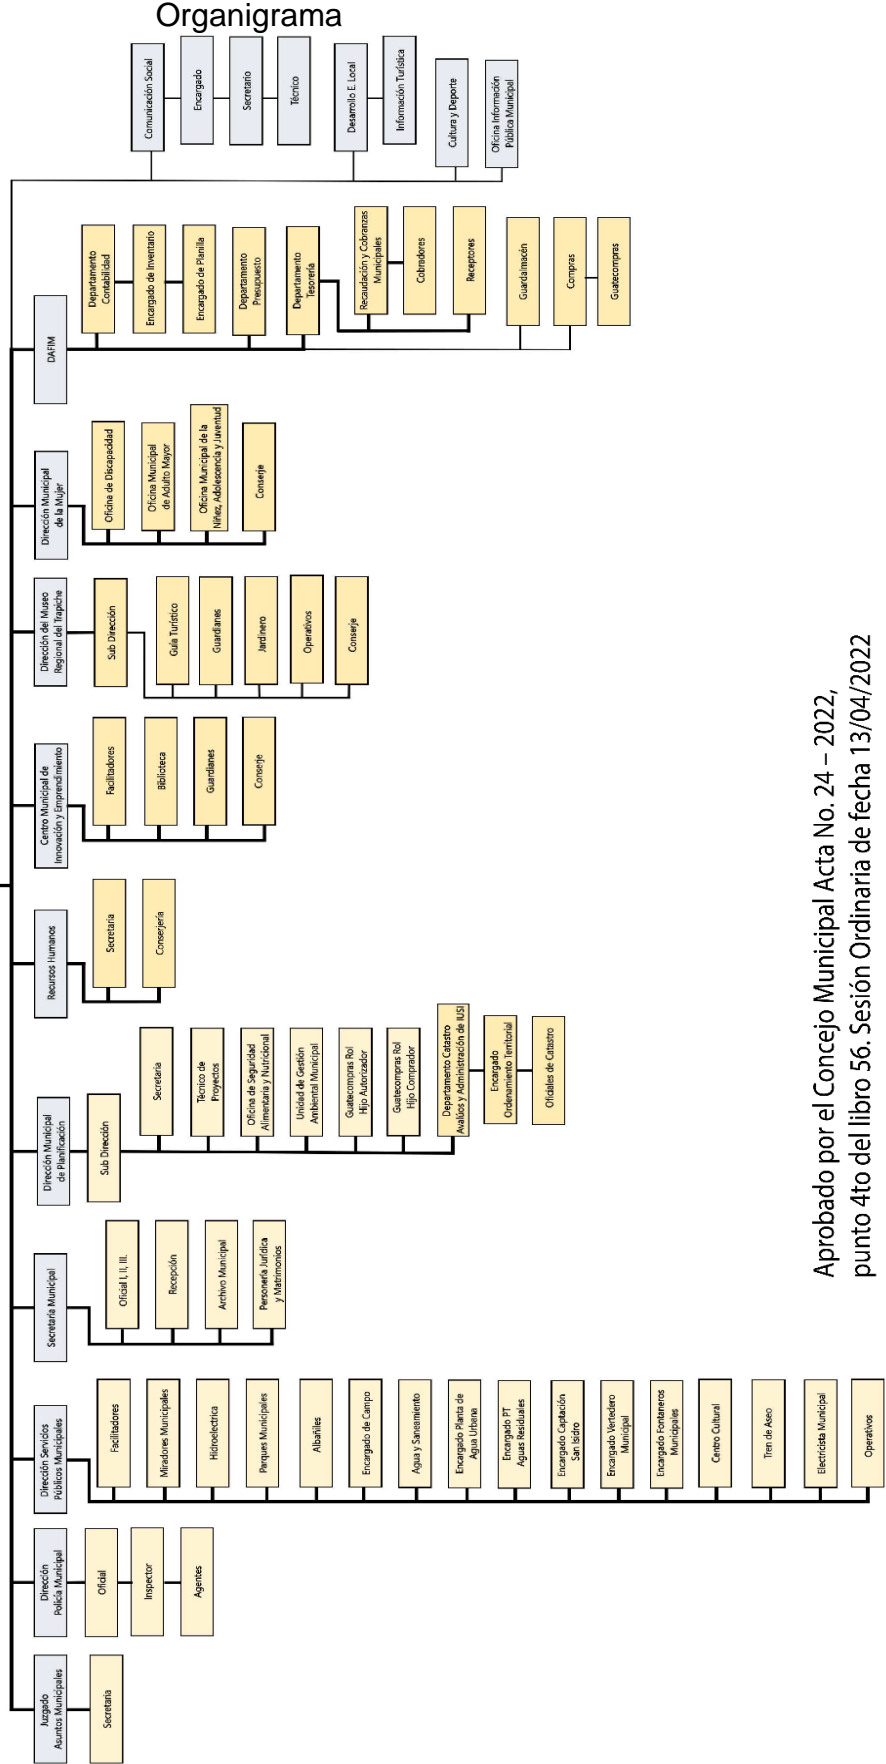 Organigrama
Juzgado
Asuntos Municipales
Secretaria
Dirección
Policía Municipal
Oficial
Inspector
Agentes
Dirección Servicios
Públicos Municipales
Facilitadores
Miradores Municipales
Hidroelectrica
Parques Municipales
Albañiles
Encargado de Campo
Agua y Saneamiento
Encargado Planta de
Agua Urbana
Encargado PT
Aguas Residuales
Encargado Captación
San Isidro
Encargado Vertedero
Municipal
Encargado Fontaneros
Municipales
Centro Cultural
Tren de Aseo
Electricista Municipal
Operativos
Secretaría Municipal
Oficial I, II, III.
Recepción
Archivo Municipal
Personería Jurídica
y Matrimonios
Dirección Municipal
de Planificación
Sub Dirección
Secretaria
Técnico de
Proyectos
Oficina de Seguridad
Alimentaria y Nutricional
Unidad de Gestión
Ambiental Municipal
Guatecompras Rol
Hijo Autorizador
Guatecompras Rol
Hijo Comprador
Departamento Catastro
Avalúos y Administración de IUSI
Encargado
Ordenamiento Territorial
Oficiales de Catastro
Recursos Humanos
Secretaria
Conserjería
Centro Municipal de
Innovación y Emprendimiento
Facilitadores
Biblioteca
Guardianes
Conserje
Dirección del Museo
Regional del Trapiche
Sub Dirección
Guía Turístico
Guardianes
Jardinero
Operativos
Conserje
Dirección Municipal
de la Mujer
Oficina de Discapacidad
Oficina Municipal
de Adulto Mayor
Oficina Municipal de la
Niñez, Adolescencia y Juventud
Conserje
DAFIM
Departamento
Contabilidad
Encargado de Inventario
Encargado de Planilla
Departamento
Presupuesto
Departamento
Tesorería
Recaudación y Cobranzas
Municipales
Cobradores
Receptores
Guardalmacén
Compras
Guatecompras
Comunicación Social
Encargado
Secretario
Técnico
Desarrollo E. Local
Información Turística
Cultura y Deporte
Oficina Información
Pública Municipal
Aprobado por el Concejo Municipal Acta No. 24 – 2022,
punto 4to del libro 56. Sesión Ordinaria de fecha 13/04/2022